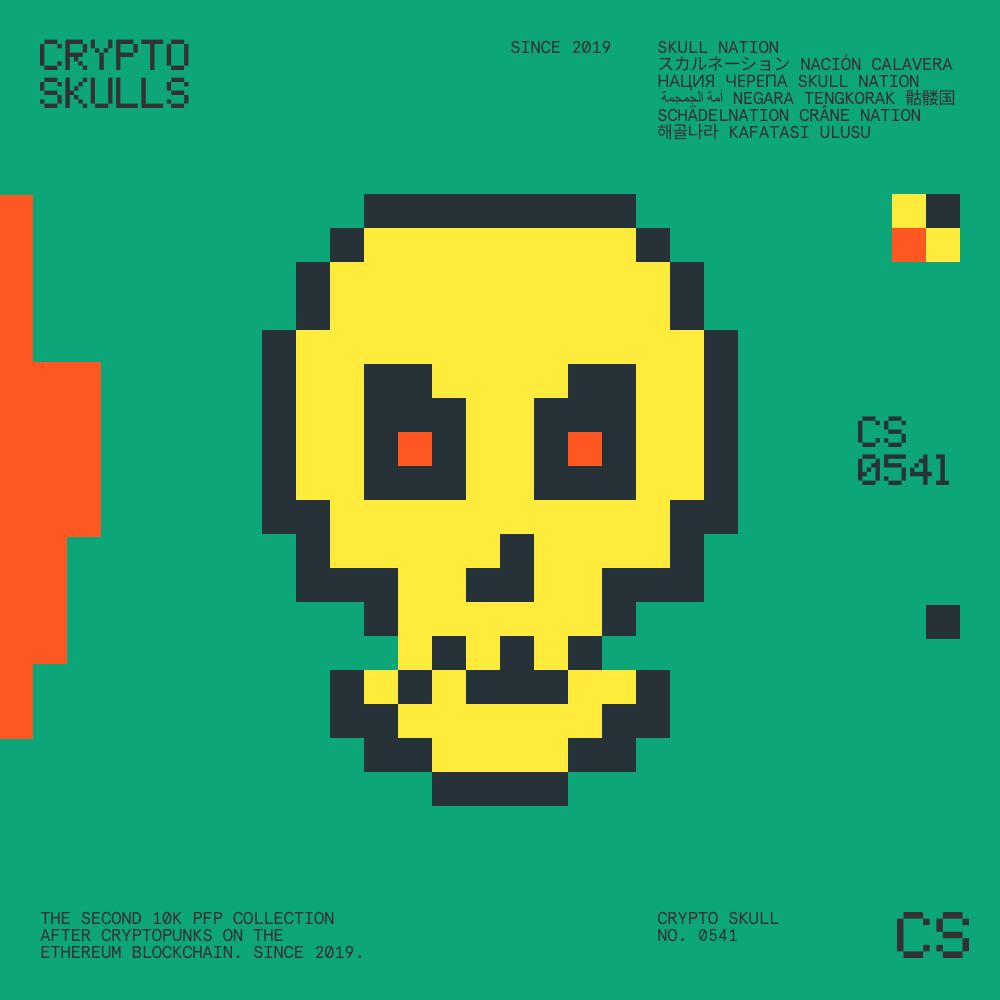 CRYPTO
SKULLS
SINCE 2019
SKULL NATION
スカルネーション NACIÓN CALAVERA
НАЦИЯ ЧЕРЕПА SKULL NATION
أمة الجمجمة NEGARA TENGKORAK 骷髅国
SCHÄDELNATION CRÂNE NATION
해골나라 KAFATASI ULUSU
CS
0541
THE SECOND 10K PFP COLLECTION
AFTER CRYPTOPUNKS ON THE
ETHEREUM BLOCKCHAIN. SINCE 2019.
CRYPTO SKULL
NO. 0541
CS